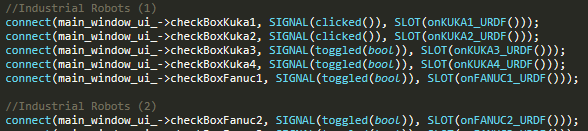 //Industrial Robots (1)
connect(main_window_ui_->checkBoxKuka1, SIGNAL(clicked()), SLOT(onKUKA1_URDF()));
connect(main_window_ui_->checkBoxKuka2, SIGNAL(clicked()), SLOT(onKUKA2_URDF()));
connect(main_window_ui_->checkBoxKuka3, SIGNAL(toggled(bool)), SLOT(onKUKA3_URDF()));
connect(main_window_ui_->checkBoxKuka4, SIGNAL(toggled(bool)), SLOT(onKUKA4_URDF()));
connect(main_window_ui_->checkBoxFanuc1, SIGNAL(toggled(bool)), SLOT(onFANUC1_URDF()));
//Industrial Robots (2)
connect(main_window_ui_->checkBoxFanuc2, SIGNAL(toggled(bool)), SLOT(onFANUC2_URDF()));